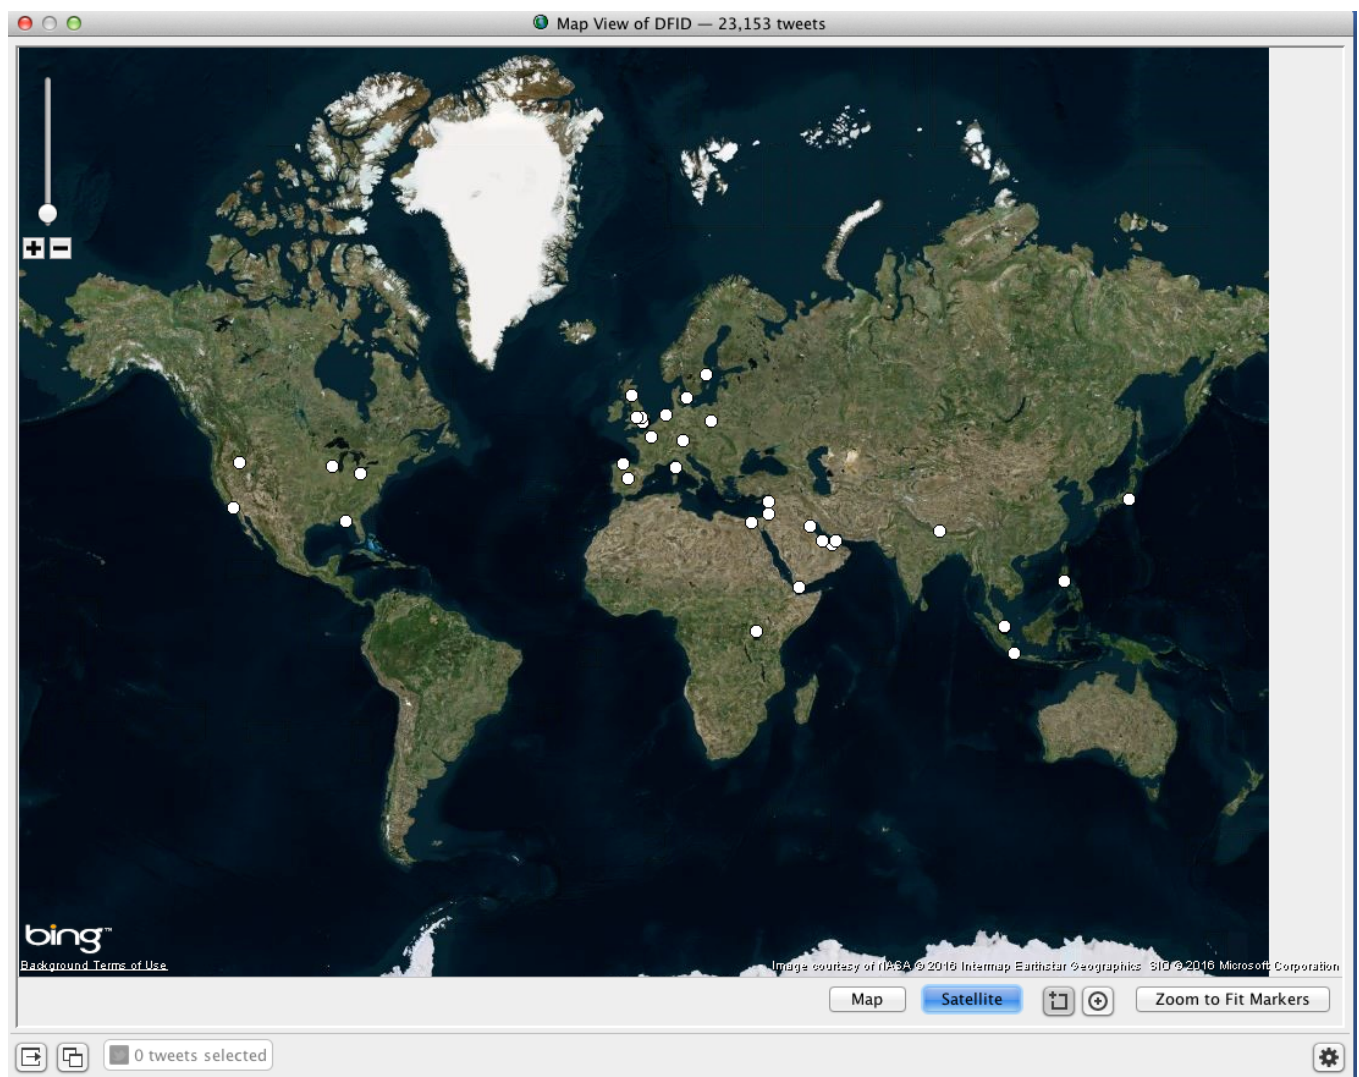 Map View of DFID — 23,153 tweets
bing™
Background Terms of Use
Image courtesy of NASA © 2016 Intermap Earthstar Geographics SIO © 2016 Microsoft Corporation
Map
Satellite
Zoom to Fit Markers
0 tweets selected